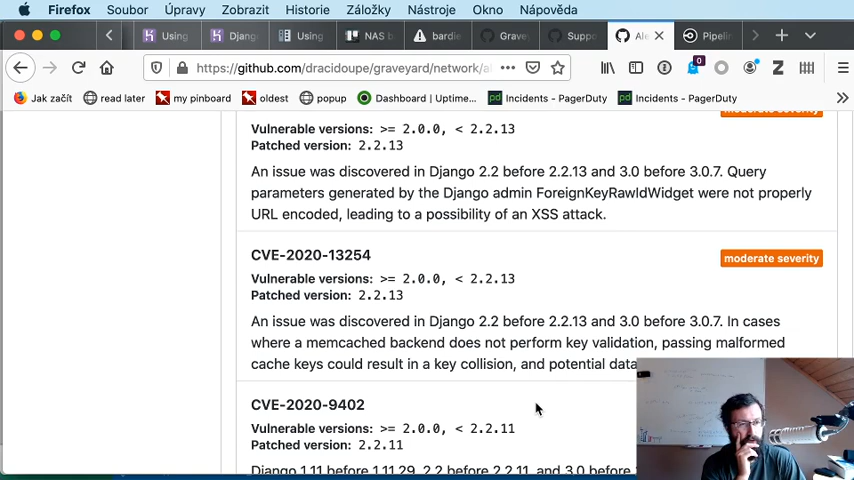 Firefox Soubor Úpravy Zobrazit Historie Záložky Nástroje Okno Nápověda
Using Djang Using NAS b bardie Grave Suppo Ale Pipelin
https://github.com/dracidoupe/graveyard/network/al
0
Z
Jak začít read later my pinboard oldest popup Dashboard | Uptime... pd Incidents - PagerDuty pd Incidents - PagerDuty
moderate severity
Vulnerable versions: >= 2.0.0, < 2.2.13
Patched version: 2.2.13
An issue was discovered in Django 2.2 before 2.2.13 and 3.0 before 3.0.7. Query
parameters generated by the Django admin ForeignKeyRawIdWidget were not properly
URL encoded, leading to a possibility of an XSS attack.
CVE-2020-13254
moderate severity
Vulnerable versions: >= 2.0.0, < 2.2.13
Patched version: 2.2.13
An issue was discovered in Django 2.2 before 2.2.13 and 3.0 before 3.0.7. In cases
where a memcached backend does not perform key validation, passing malformed
cache keys could result in a key collision, and potential data
CVE-2020-9402
Vulnerable versions: >= 2.0.0, < 2.2.11
Patched version: 2.2.11
Django 1.11 before 1.11.29, 2.2 before 2.2.11, and 3.0 before